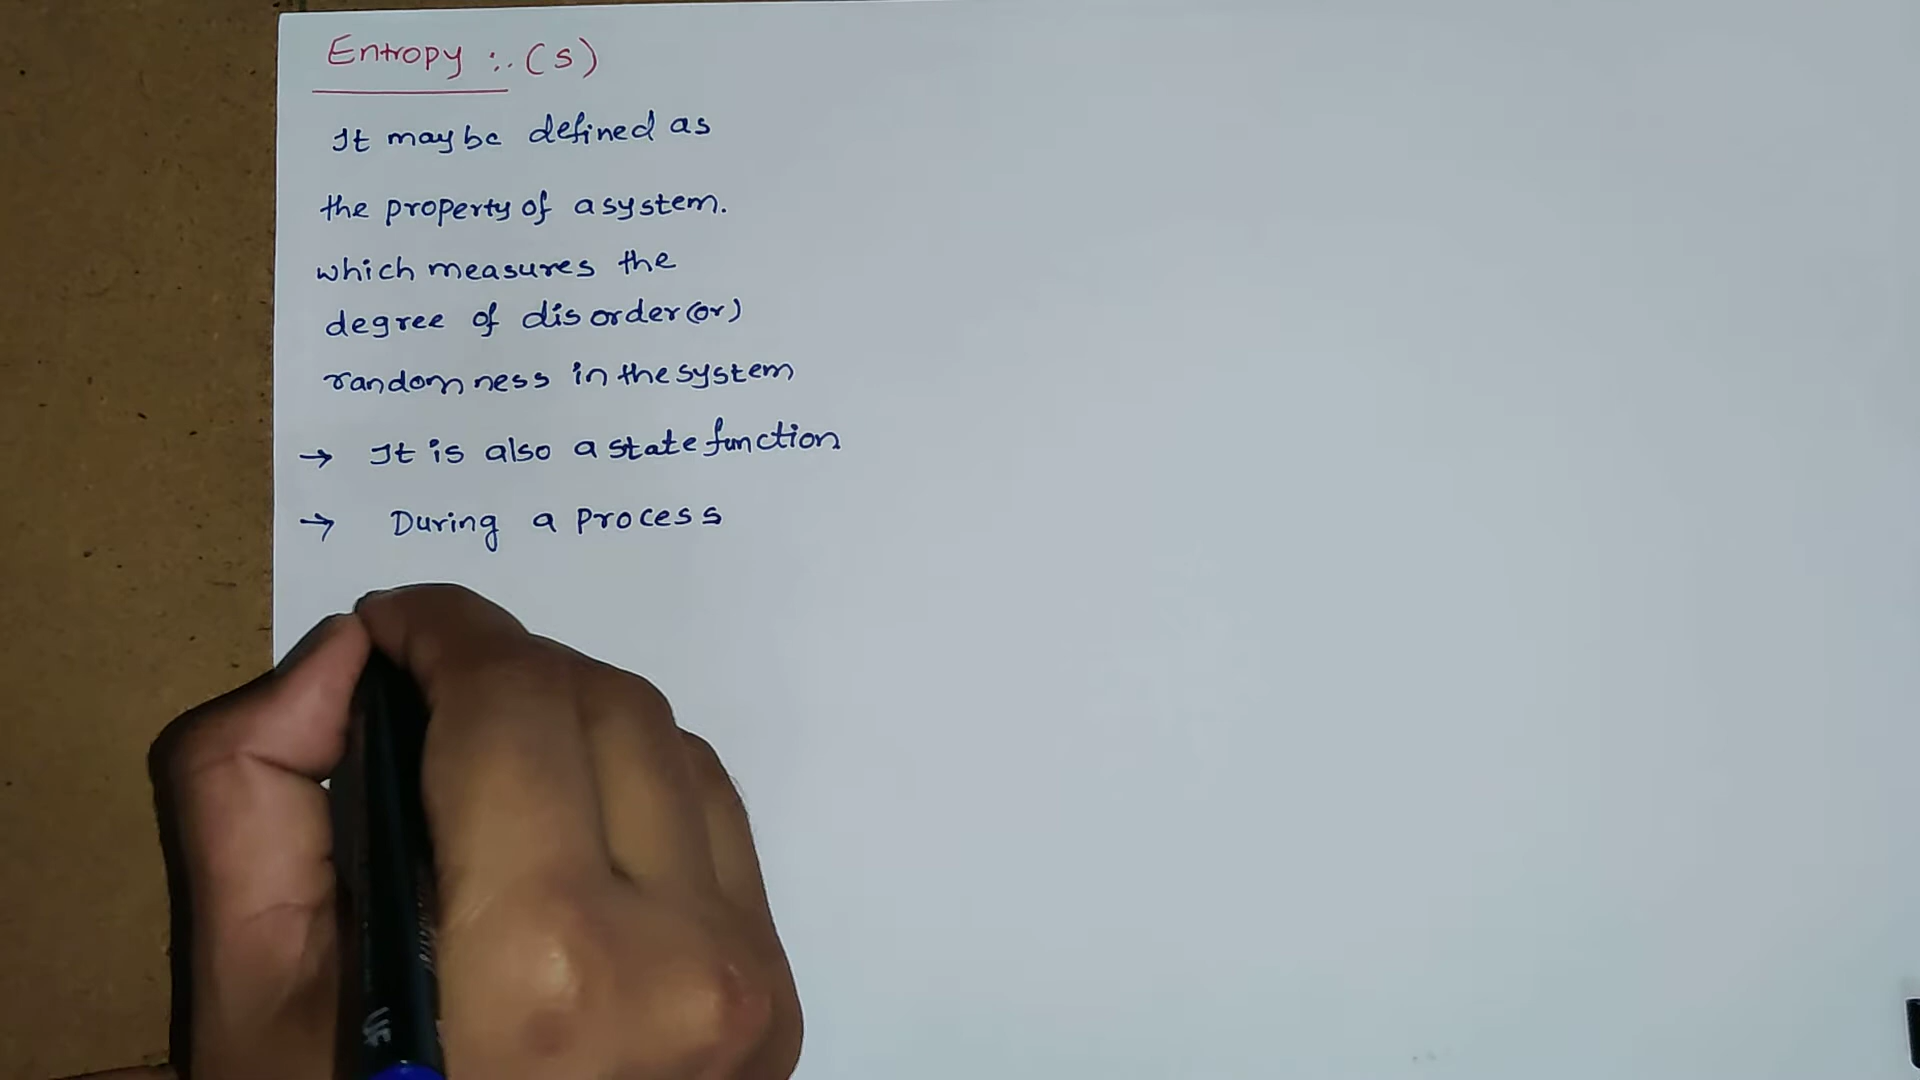 Entropy :. (S)
It may be defined as
the property of a system.
which measures the
degree of disorder (or)
randomness in the system
→ It is also a state function
→ During a process